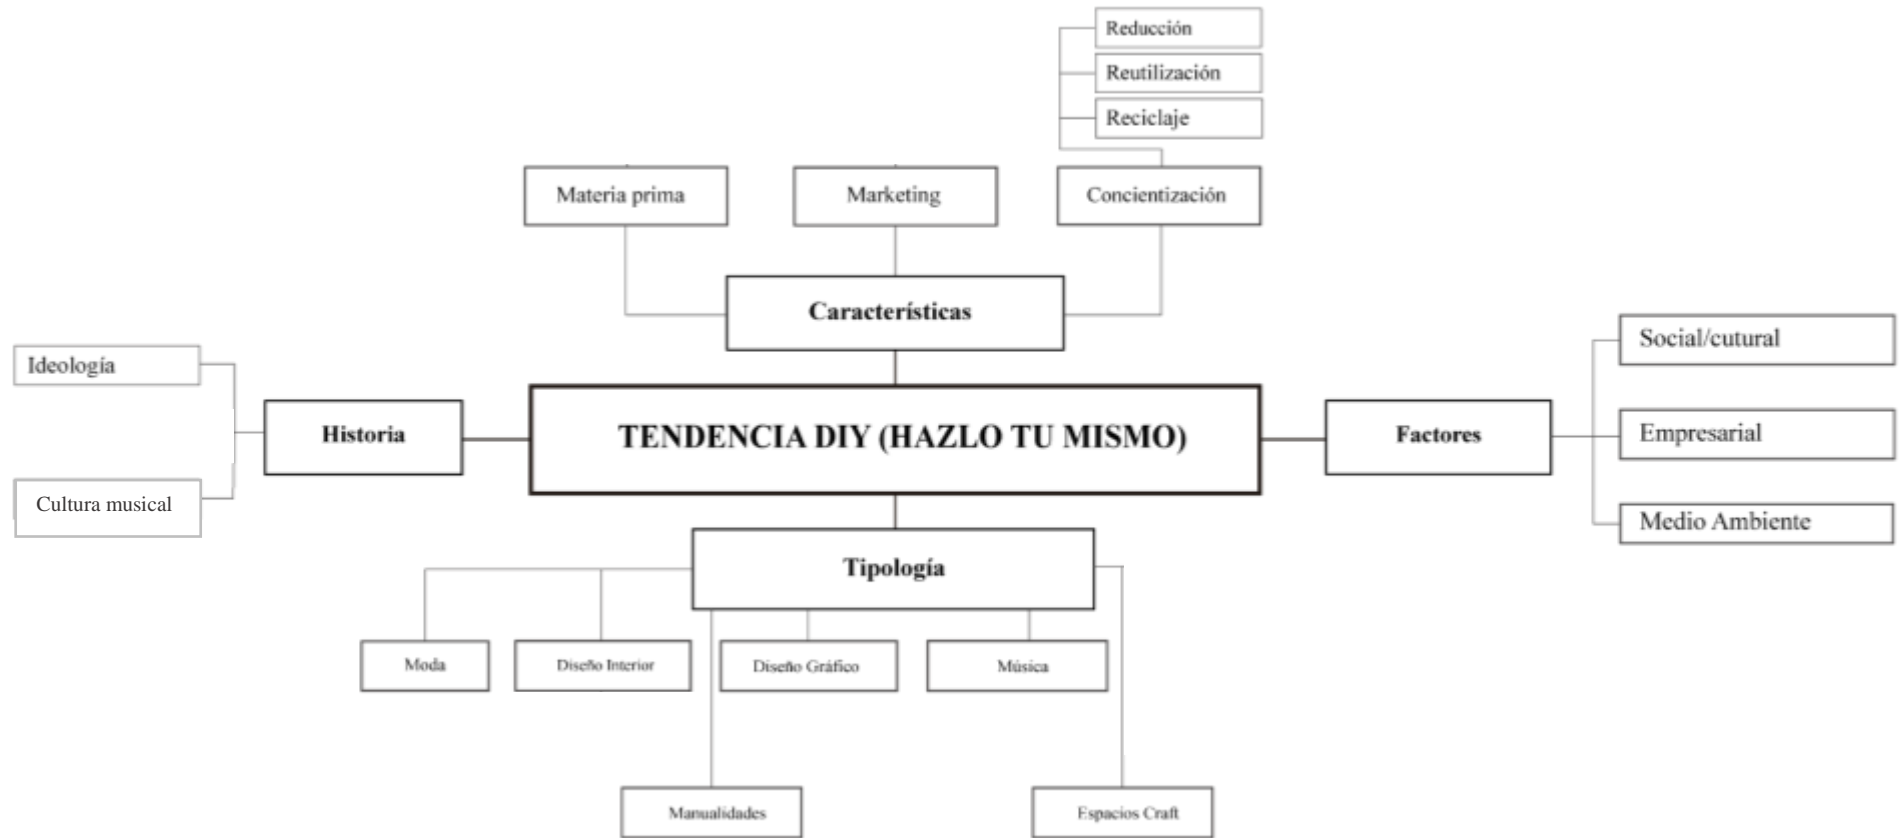 Reducción
Reutilización
Reciclaje
Materia prima
Marketing
Concientización
Características
Ideología
Historia
Cultura musical
TENDENCIA DIY (HAZLO TU MISMO)
Factores
Social/cutural
Empresarial
Medio Ambiente
Tipología
Moda
Diseño Interior
Diseño Gráfico
Música
Manualidades
Espacios Craft